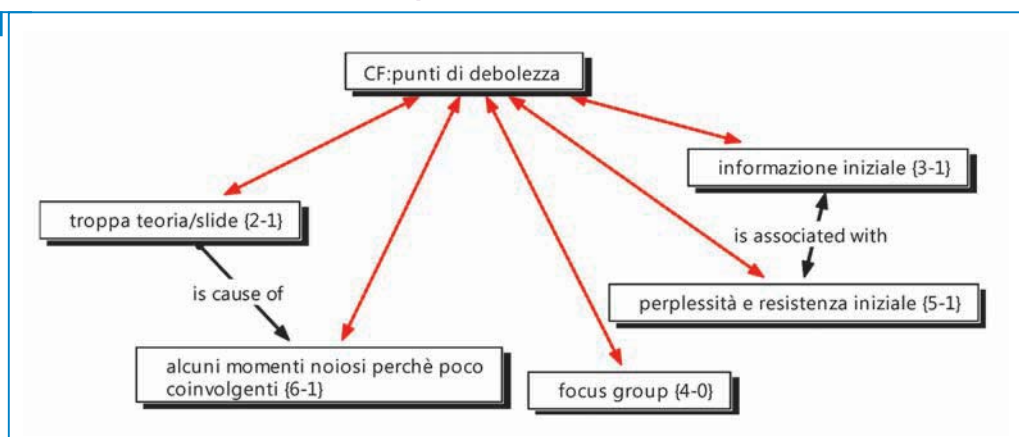 CF:punti di debolezza
informazione iniziale {3-1}
troppa teoria/slide {2-1}
is associated with
is cause of
perplessità e resistenza iniziale {5-1}
alcuni momenti noiosi perchè poco
coinvolgenti {6-1}
focus group {4-0}